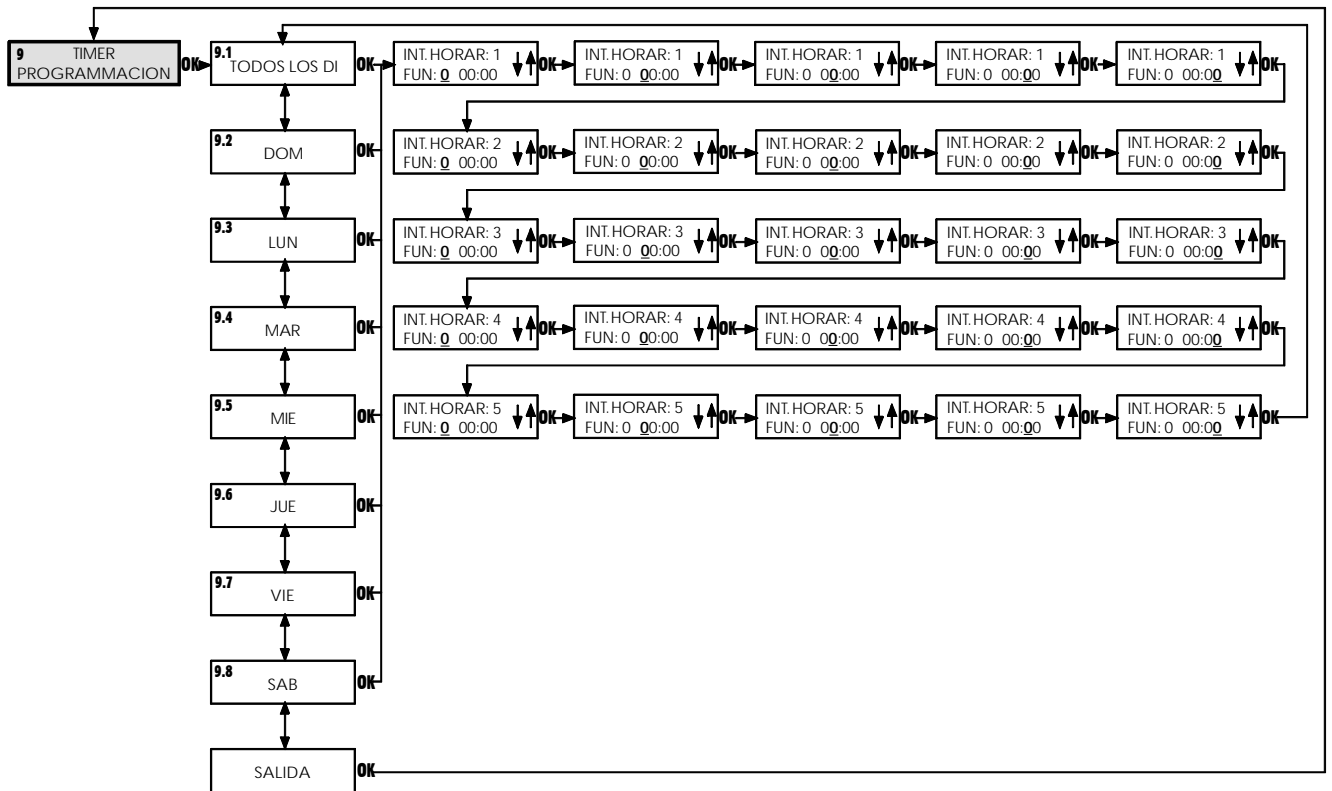 9 TIMER
PROGRAMMACION OK
9.1 TODOS LOS DI OK
INT.HORAR: 1
FUN: 0 00:00 OK
INT.HORAR: 1
FUN: 0 00:00 OK
INT.HORAR: 1
FUN: 0 00:00 OK
INT.HORAR: 1
FUN: 0 00:00 OK
INT.HORAR: 1
FUN: 0 00:00 OK
9.2 DOM OK
INT.HORAR: 2
FUN: 0 00:00 OK
INT.HORAR: 2
FUN: 0 00:00 OK
INT.HORAR: 2
FUN: 0 00:00 OK
INT.HORAR: 2
FUN: 0 00:00 OK
INT.HORAR: 2
FUN: 0 00:00 OK
9.3 LUN OK
INT.HORAR: 3
FUN: 0 00:00 OK
INT.HORAR: 3
FUN: 0 00:00 OK
INT.HORAR: 3
FUN: 0 00:00 OK
INT.HORAR: 3
FUN: 0 00:00 OK
INT.HORAR: 3
FUN: 0 00:00 OK
9.4 MAR OK
INT.HORAR: 4
FUN: 0 00:00 OK
INT.HORAR: 4
FUN: 0 00:00 OK
INT.HORAR: 4
FUN: 0 00:00 OK
INT.HORAR: 4
FUN: 0 00:00 OK
INT.HORAR: 4
FUN: 0 00:00 OK
9.5 MIE OK
INT.HORAR: 5
FUN: 0 00:00 OK
INT.HORAR: 5
FUN: 0 00:00 OK
INT.HORAR: 5
FUN: 0 00:00 OK
INT.HORAR: 5
FUN: 0 00:00 OK
INT.HORAR: 5
FUN: 0 00:00 OK
9.6 JUE OK
9.7 VIE OK
9.8 SAB OK
SALIDA OK